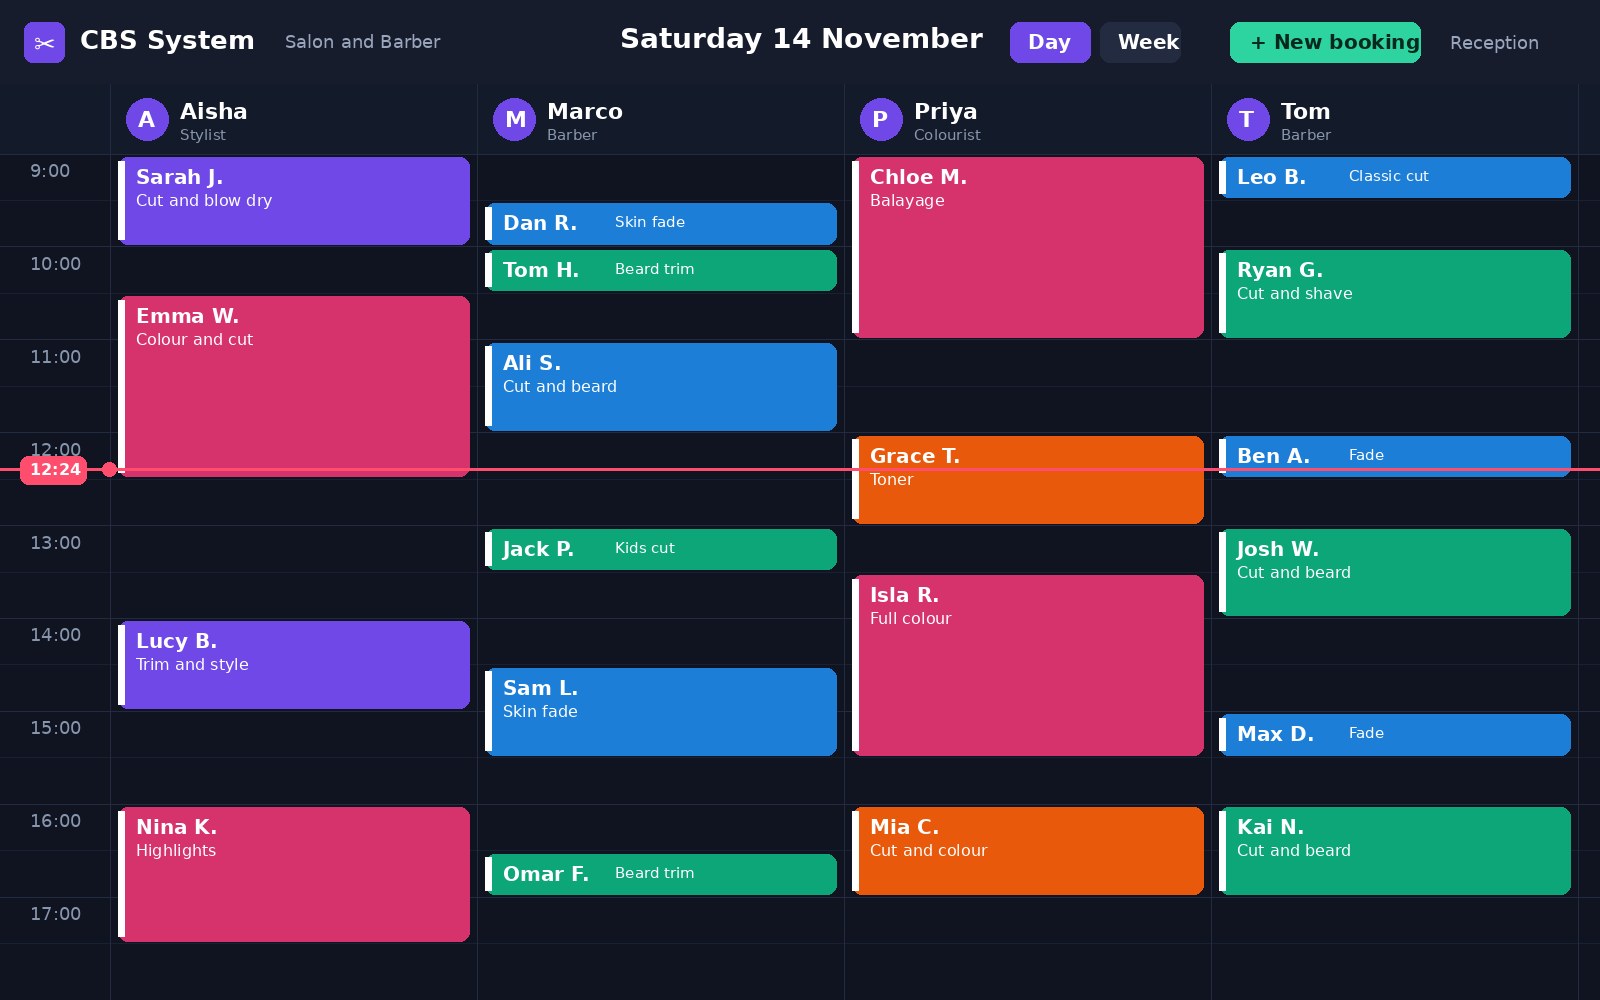 ✂ CBS System Salon and Barber Saturday 14 November Day Week + New booking Reception
A Aisha
Stylist
M Marco
Barber
P Priya
Colourist
T Tom
Barber
9:00
10:00
11:00
12:00
12:24
13:00
14:00
15:00
16:00
17:00
Sarah J.
Cut and blow dry
Emma W.
Colour and cut
Lucy B.
Trim and style
Nina K.
Highlights
Dan R. Skin fade
Tom H. Beard trim
Ali S.
Cut and beard
Jack P. Kids cut
Sam L.
Skin fade
Omar F. Beard trim
Chloe M.
Balayage
Grace T.
Toner
Isla R.
Full colour
Mia C.
Cut and colour
Leo B. Classic cut
Ryan G.
Cut and shave
Ben A. Fade
Josh W.
Cut and beard
Max D. Fade
Kai N.
Cut and beard